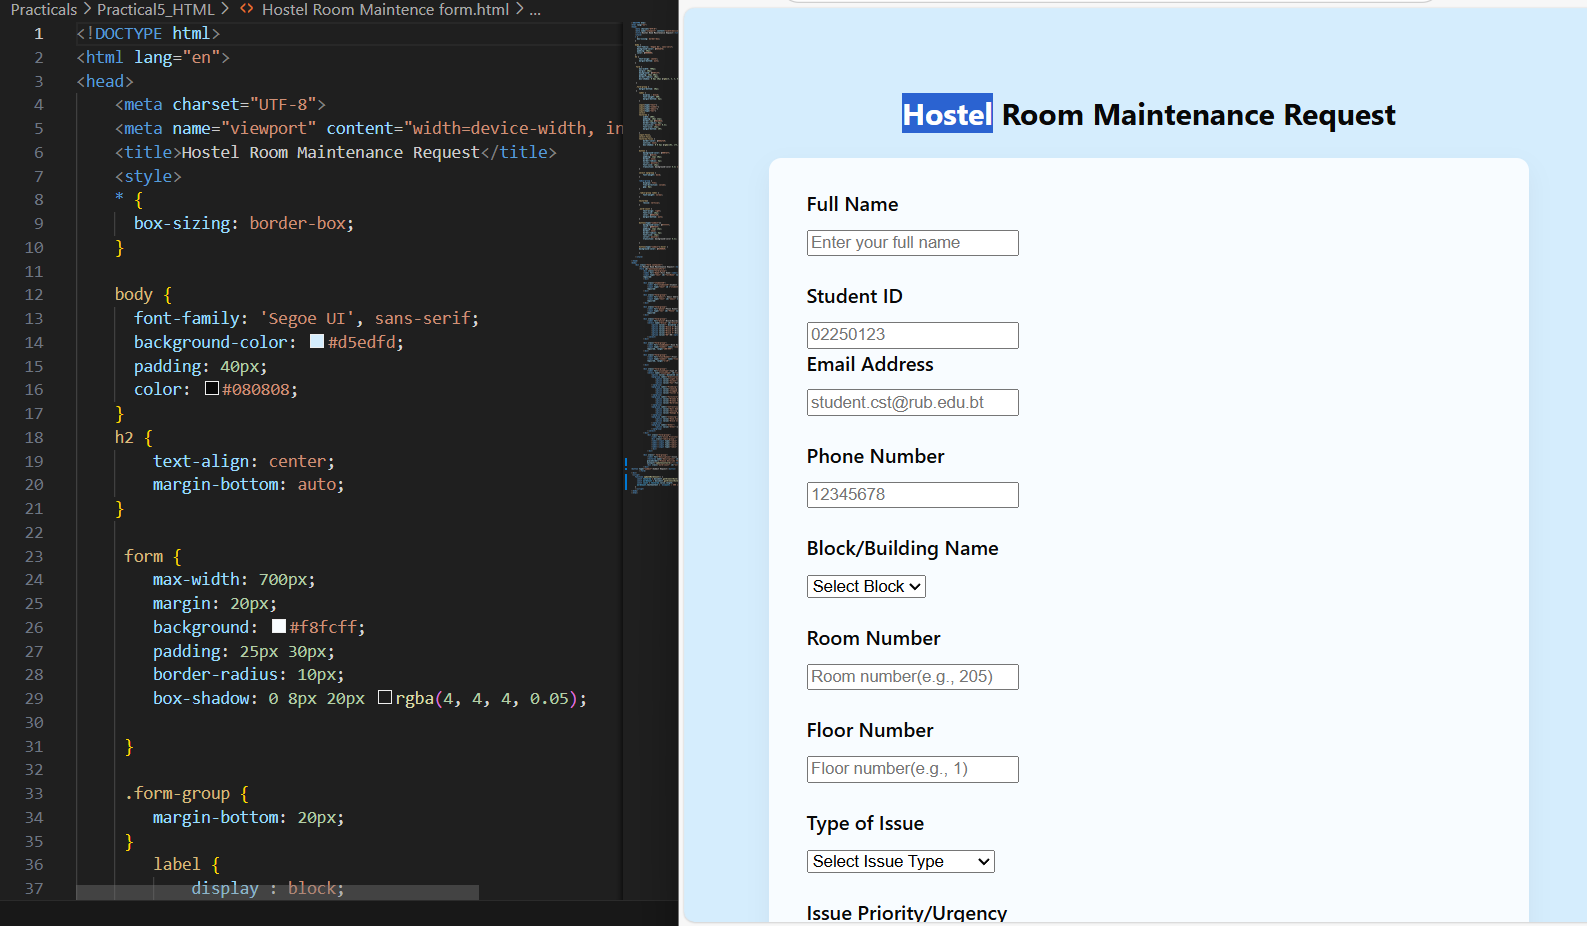 Practicals > Practical5_HTML > <> Hostel Room Maintence form.html > ...
1 <!DOCTYPE html>
2 <html lang="en">
3 <head>
4 <meta charset="UTF-8">
5 <meta name="viewport" content="width=device-width, in
6 <title>Hostel Room Maintenance Request</title>
7 <style>
8 * {
9 box-sizing: border-box;
10 }
11
12 body {
13 font-family: 'Segoe UI', sans-serif;
14 background-color: #d5edfd;
15 padding: 40px;
16 color: #080808;
17 }
18 h2 {
19 text-align: center;
20 margin-bottom: auto;
21 }
22
23 form {
24 max-width: 700px;
25 margin: 20px;
26 background: #f8fcff;
27 padding: 25px 30px;
28 border-radius: 10px;
29 box-shadow: 0 8px 20px rgba(4, 4, 4, 0.05);
30
31 }
32
33 .form-group {
34 margin-bottom: 20px;
35 }
36 label {
37 display : block;
Hostel Room Maintenance Request
Full Name
Enter your full name
Student ID
02250123
Email Address
student.cst@rub.edu.bt
Phone Number
12345678
Block/Building Name
Select Block
Room Number
Room number(e.g., 205)
Floor Number
Floor number(e.g., 1)
Type of Issue
Select Issue Type
Issue Priority/Urgency